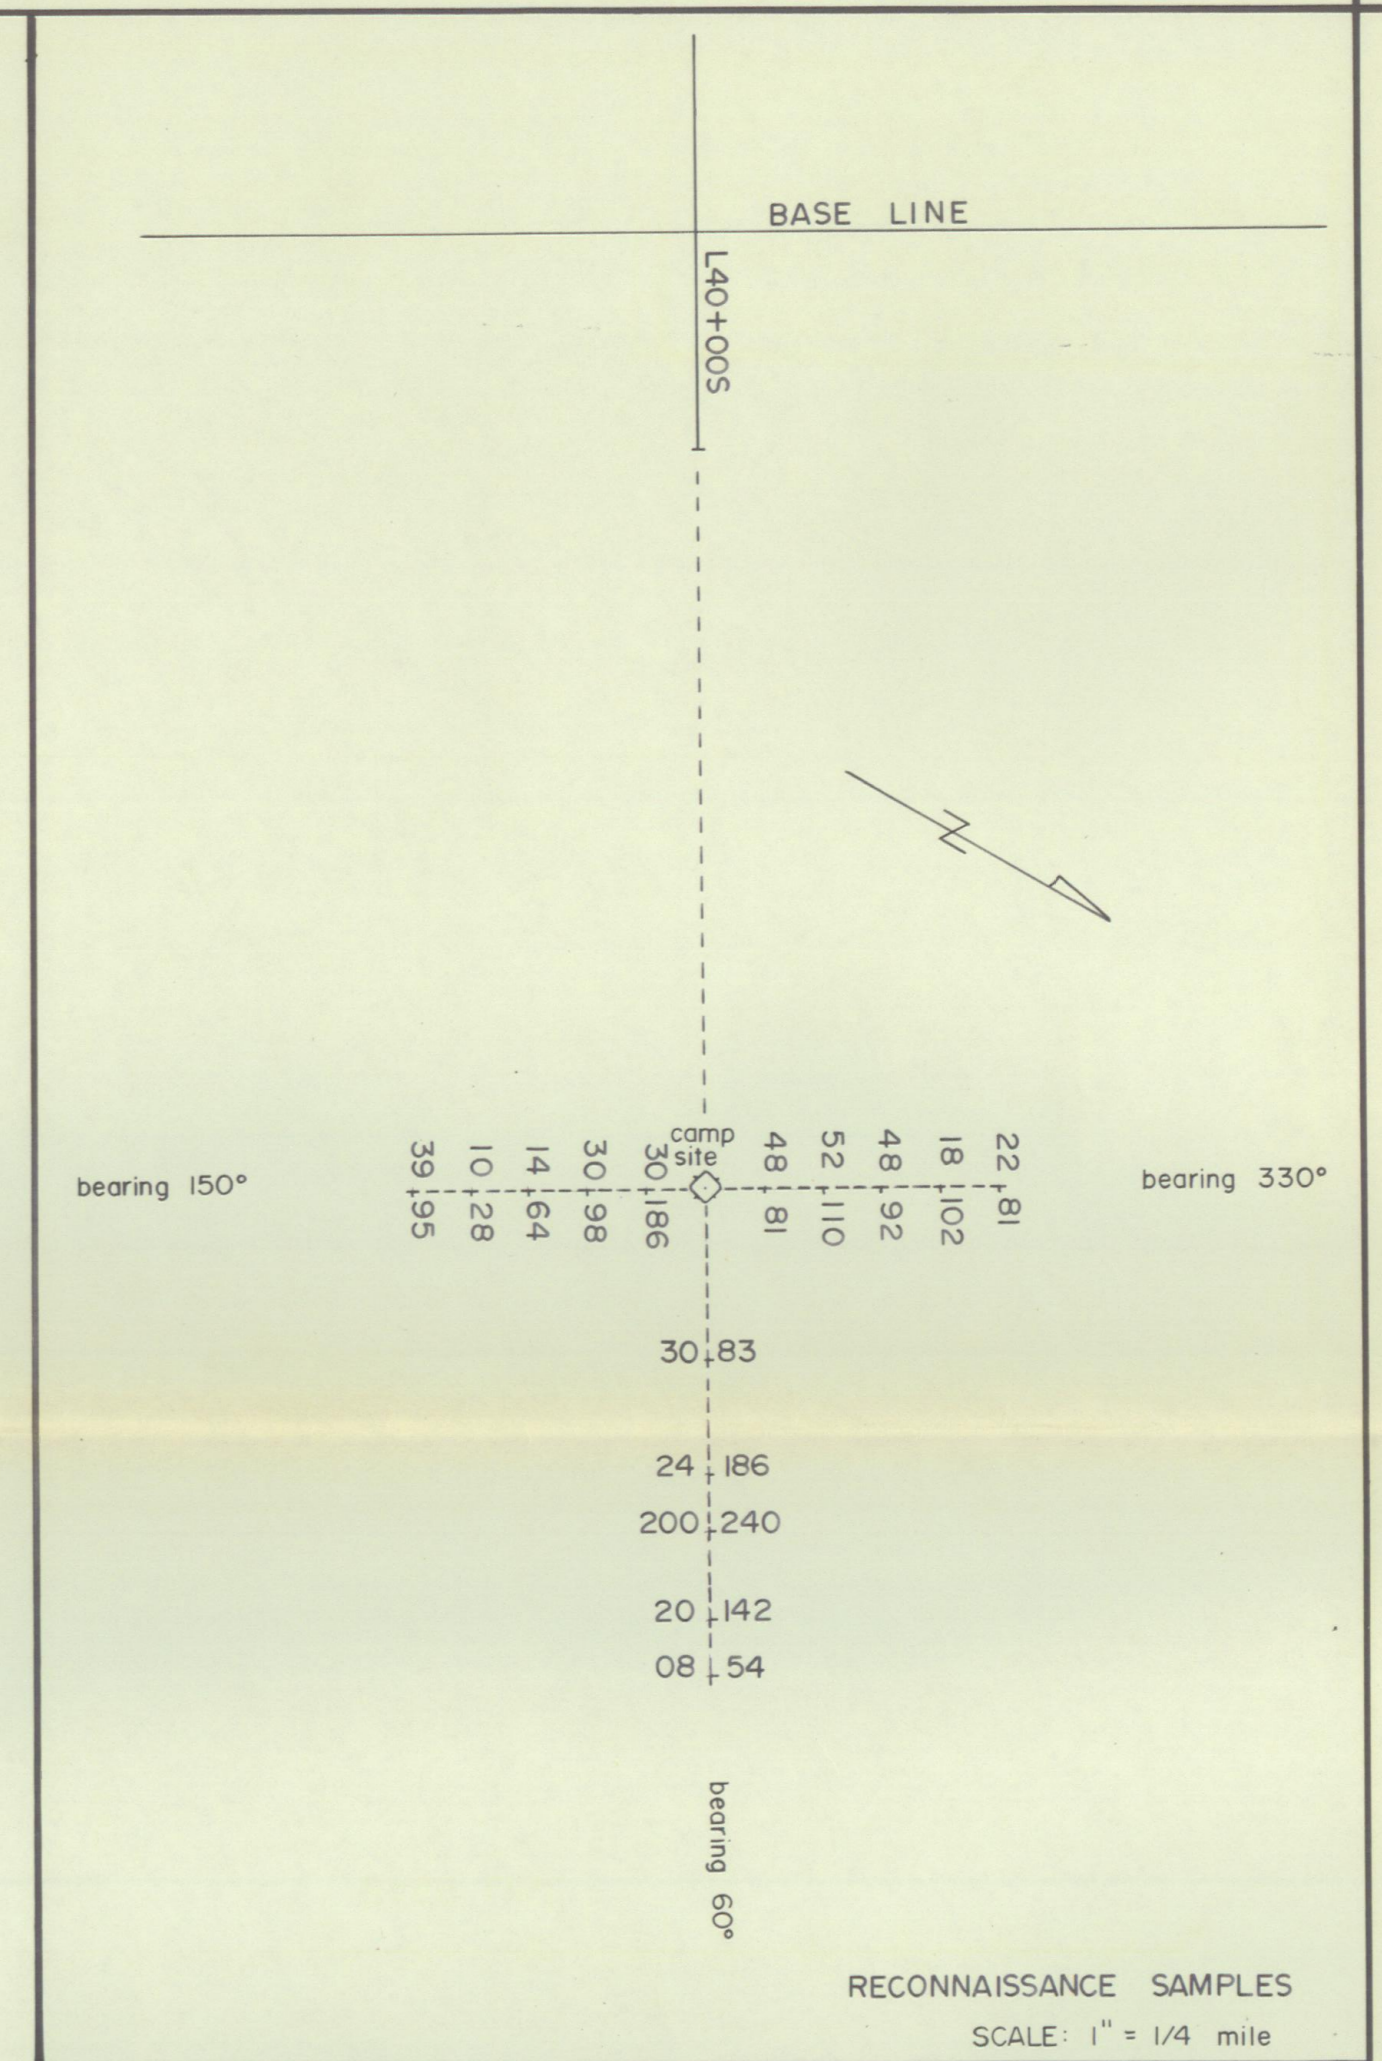 BASE LINE
L40+00S
N
camp
site
bearing 150°
39 95
10 28
14 64
30 98
30 186
48 81
52 110
48 92
18 102
22 81
bearing 330°
30 83
24 186
200 240
20 142
08 54
bearing 60°
RECONNAISSANCE SAMPLES
SCALE: 1" = 1/4 mile